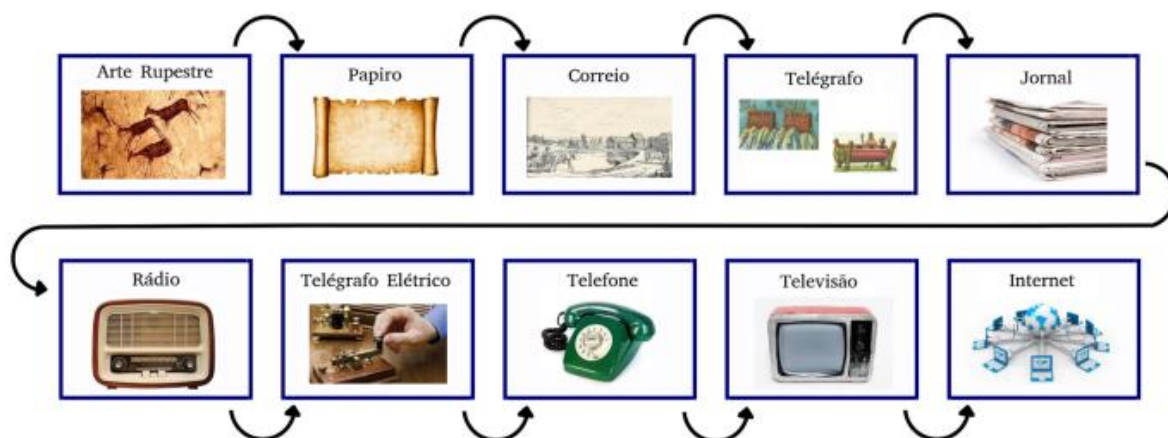 Arte Rupestre
Papiro
Correio
Telégrafo
Jornal
Rádio
Telégrafo Elétrico
Telefone
Televisão
Internet